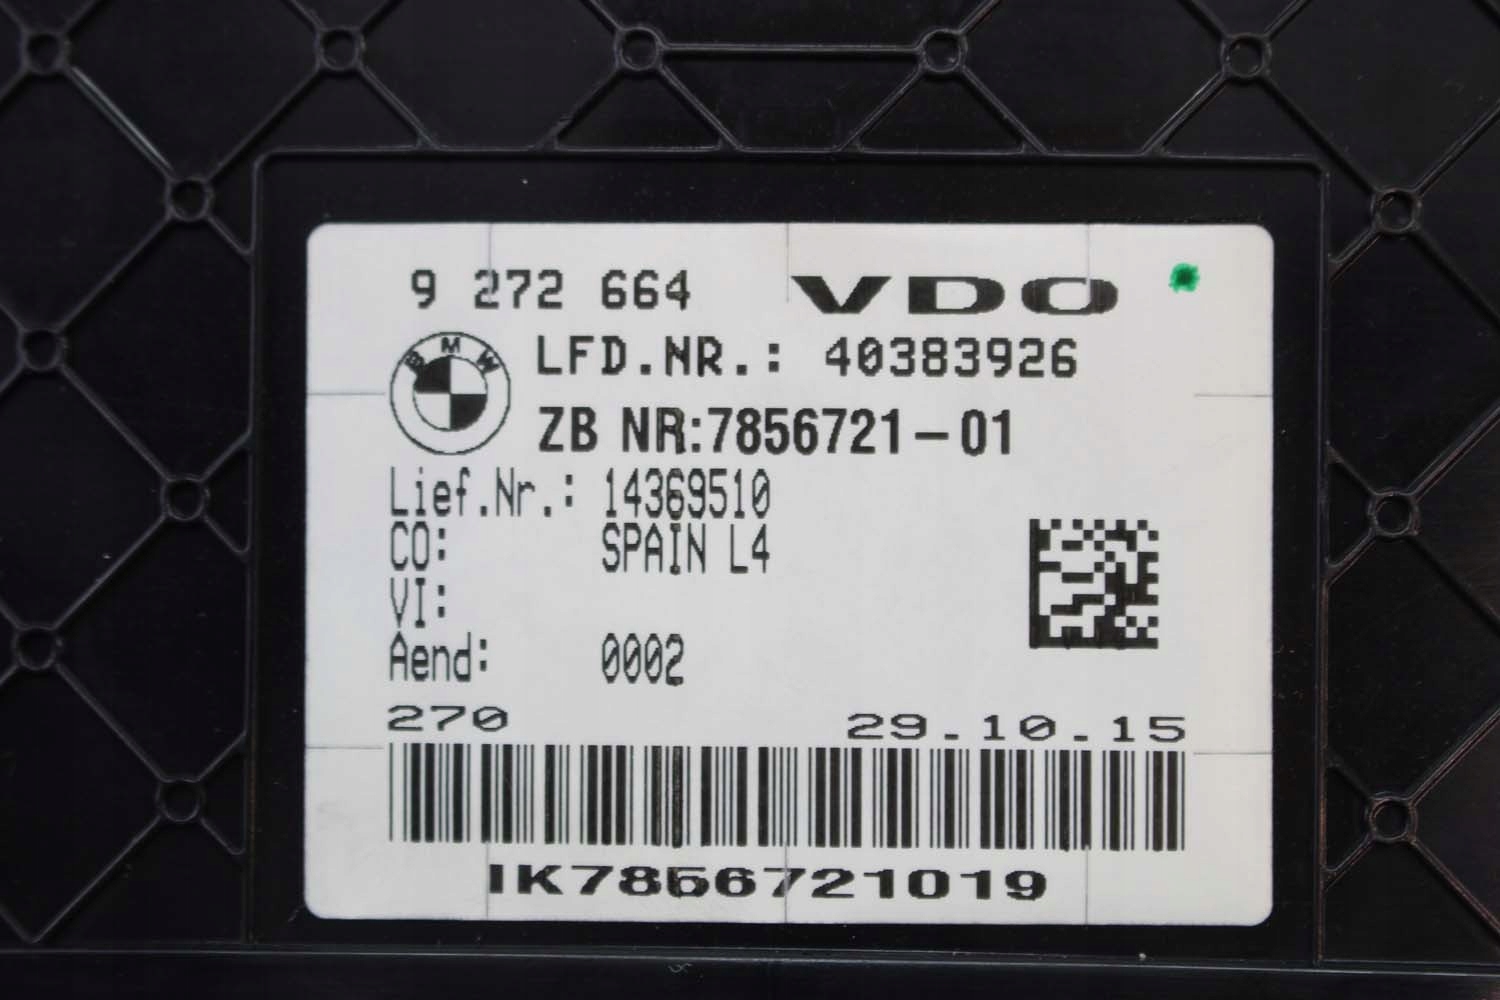 9 272 664 VDO
BMW
LFD.NR.: 40383926
ZB NR:7856721-01
Lief.Nr.: 14369510
CO: SPAIN L4
VI:
Aend: 0002
270 29.10.15
IK7856721019